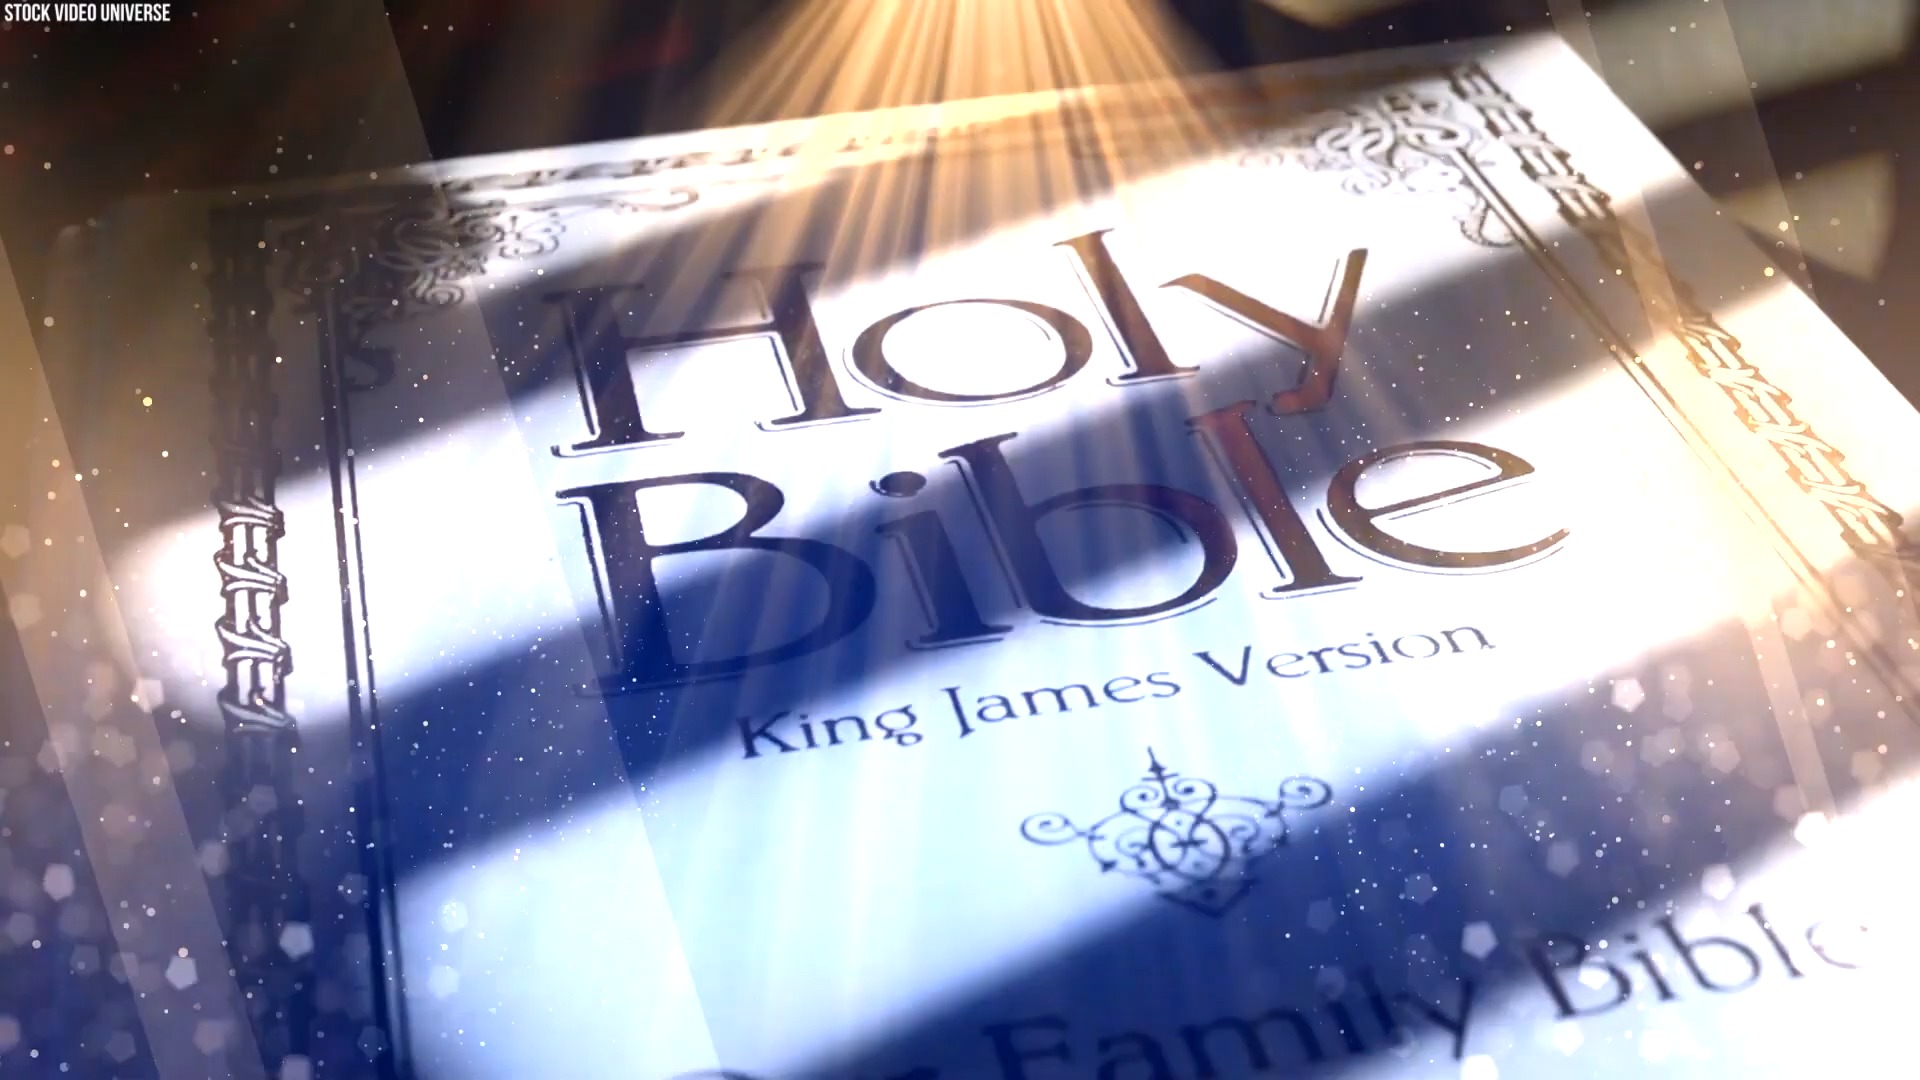 STOCK VIDEO UNIVERSE
Holy
Bible
King James Version
Family Bible